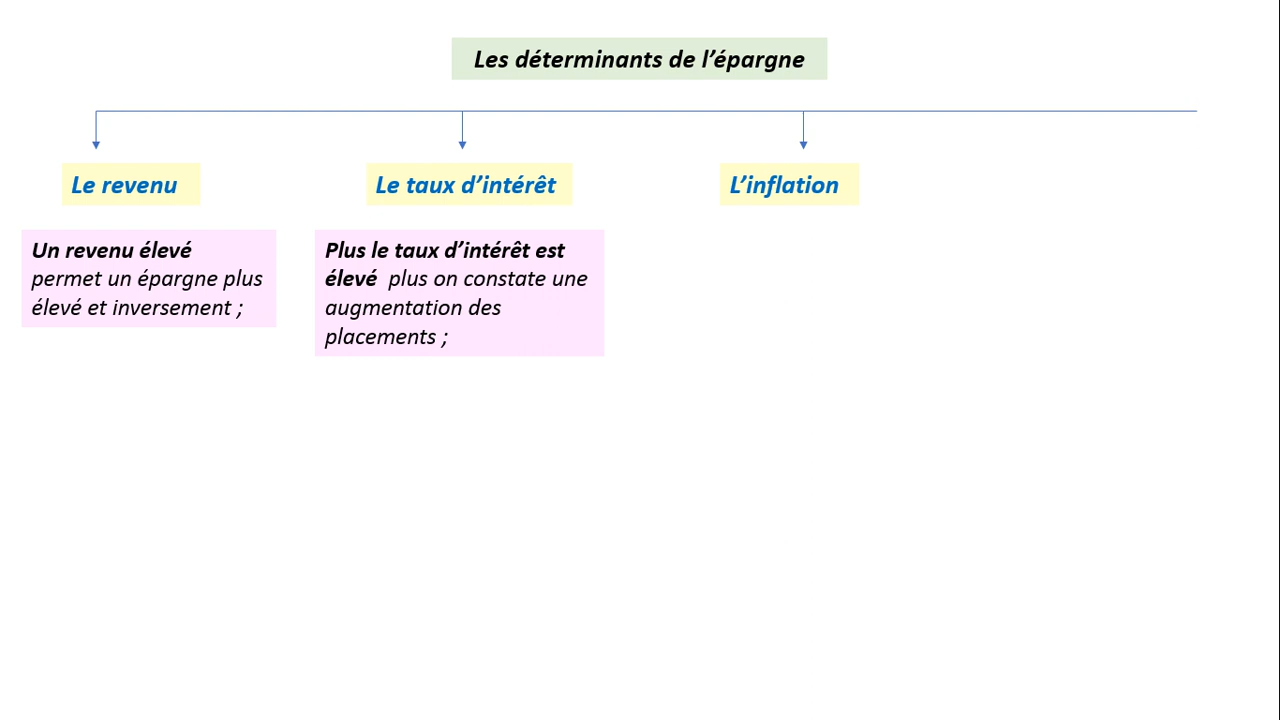 Les déterminants de l’épargne
Le revenu
Le taux d’intérêt
L’inflation
Un revenu élevé
permet un épargne plus
élevé et inversement ;
Plus le taux d’intérêt est
élevé plus on constate une
augmentation des
placements ;